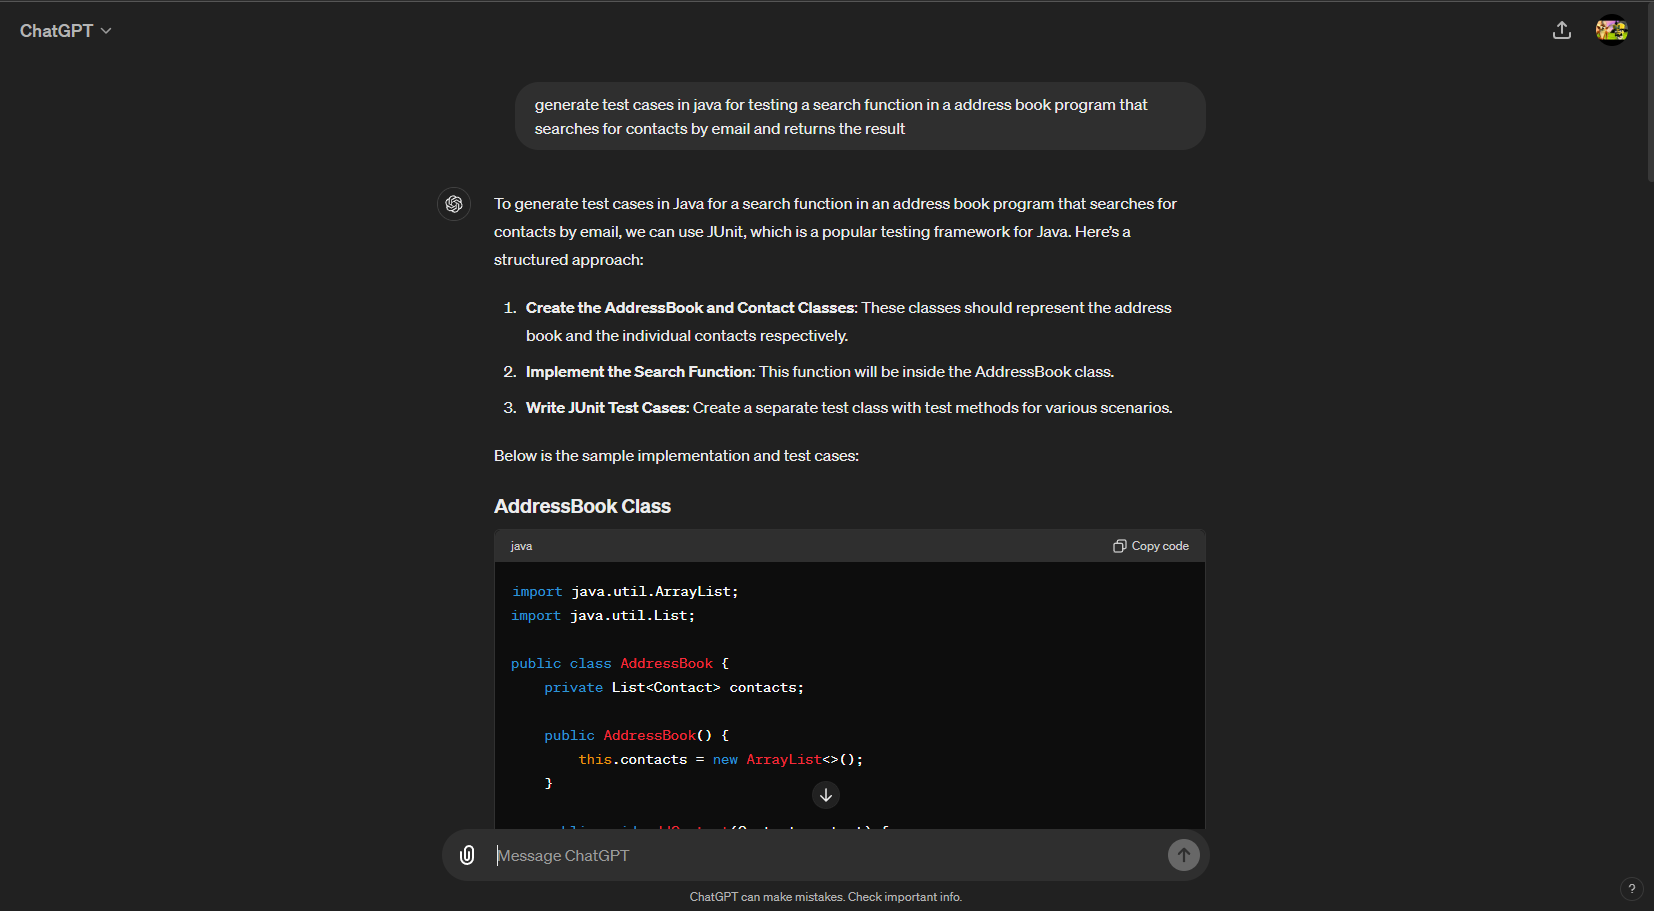 ChatGPT
generate test cases in java for testing a search function in a address book program that
searches for contacts by email and returns the result
To generate test cases in Java for a search function in an address book program that searches for
contacts by email, we can use JUnit, which is a popular testing framework for Java. Here’s a
structured approach:
1. Create the AddressBook and Contact Classes: These classes should represent the address
book and the individual contacts respectively.
2. Implement the Search Function: This function will be inside the AddressBook class.
3. Write JUnit Test Cases: Create a separate test class with test methods for various scenarios.
Below is the sample implementation and test cases:
AddressBook Class
java
Copy code
import java.util.ArrayList;
import java.util.List;
public class AddressBook {
private List<Contact> contacts;
public AddressBook() {
this.contacts = new ArrayList<>();
}
Message ChatGPT
ChatGPT can make mistakes. Check important info.
?